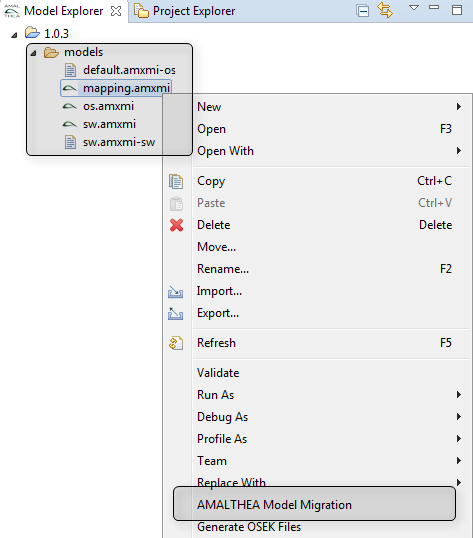 AMAL
THEA
Model Explorer
Project Explorer
1.0.3
models
default.amxmi-os
mapping.amxmi
os.amxmi
sw.amxmi
sw.amxmi-sw
New
Open F3
Open With
Copy Ctrl+C
Paste Ctrl+V
Delete Delete
Move...
Rename... F2
Import...
Export...
Refresh F5
Validate
Run As
Debug As
Profile As
Team
Replace With
AMALTHEA Model Migration
Generate OSEK Files